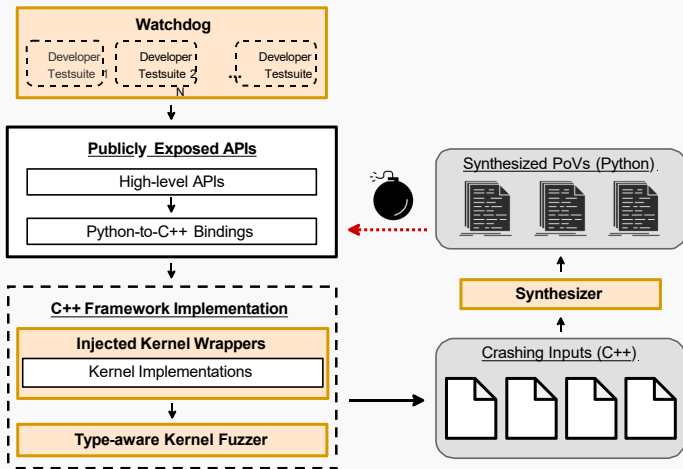 Watchdog
Developer
Testsuite 1
Developer
Testsuite 2
...
Developer
Testsuite
N
Publicly Exposed APIs
High-level APIs
Python-to-C++ Bindings
C++ Framework Implementation
Injected Kernel Wrappers
Kernel Implementations
Type-aware Kernel Fuzzer
Synthesized PoVs (Python)
Synthesizer
Crashing Inputs (C++)